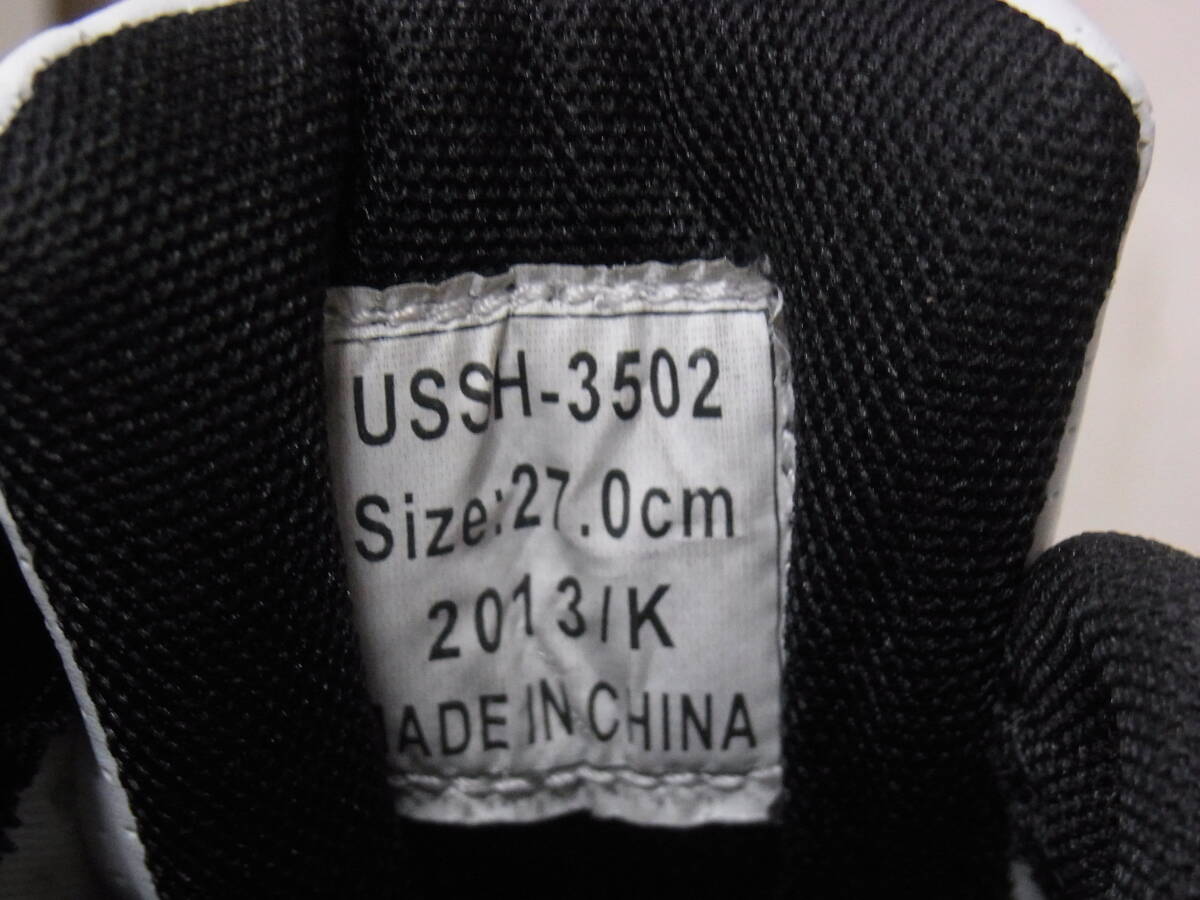 USSH-3502
Size:27.0cm
2013/K
MADE IN CHINA